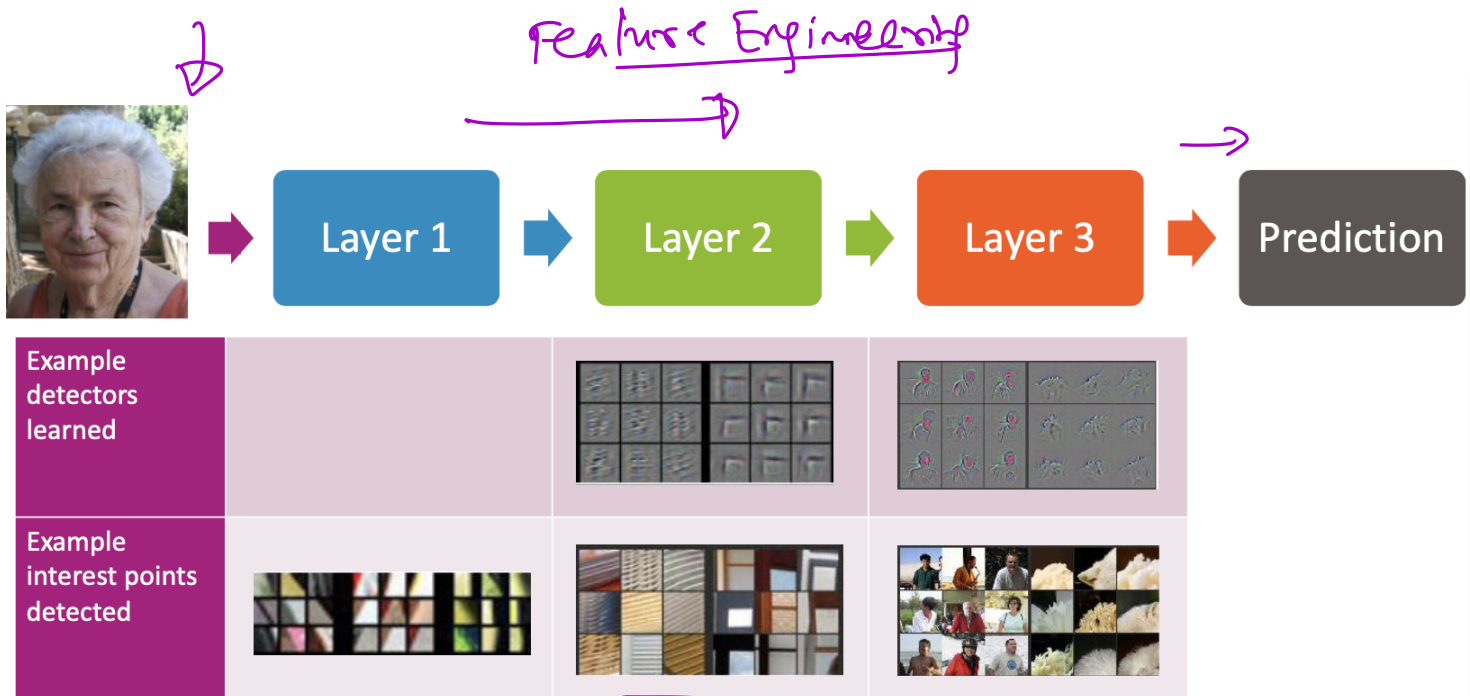 Feature Engineering
Layer 1
Layer 2
Layer 3
Prediction
Example
detectors
learned
Example
interest points
detected